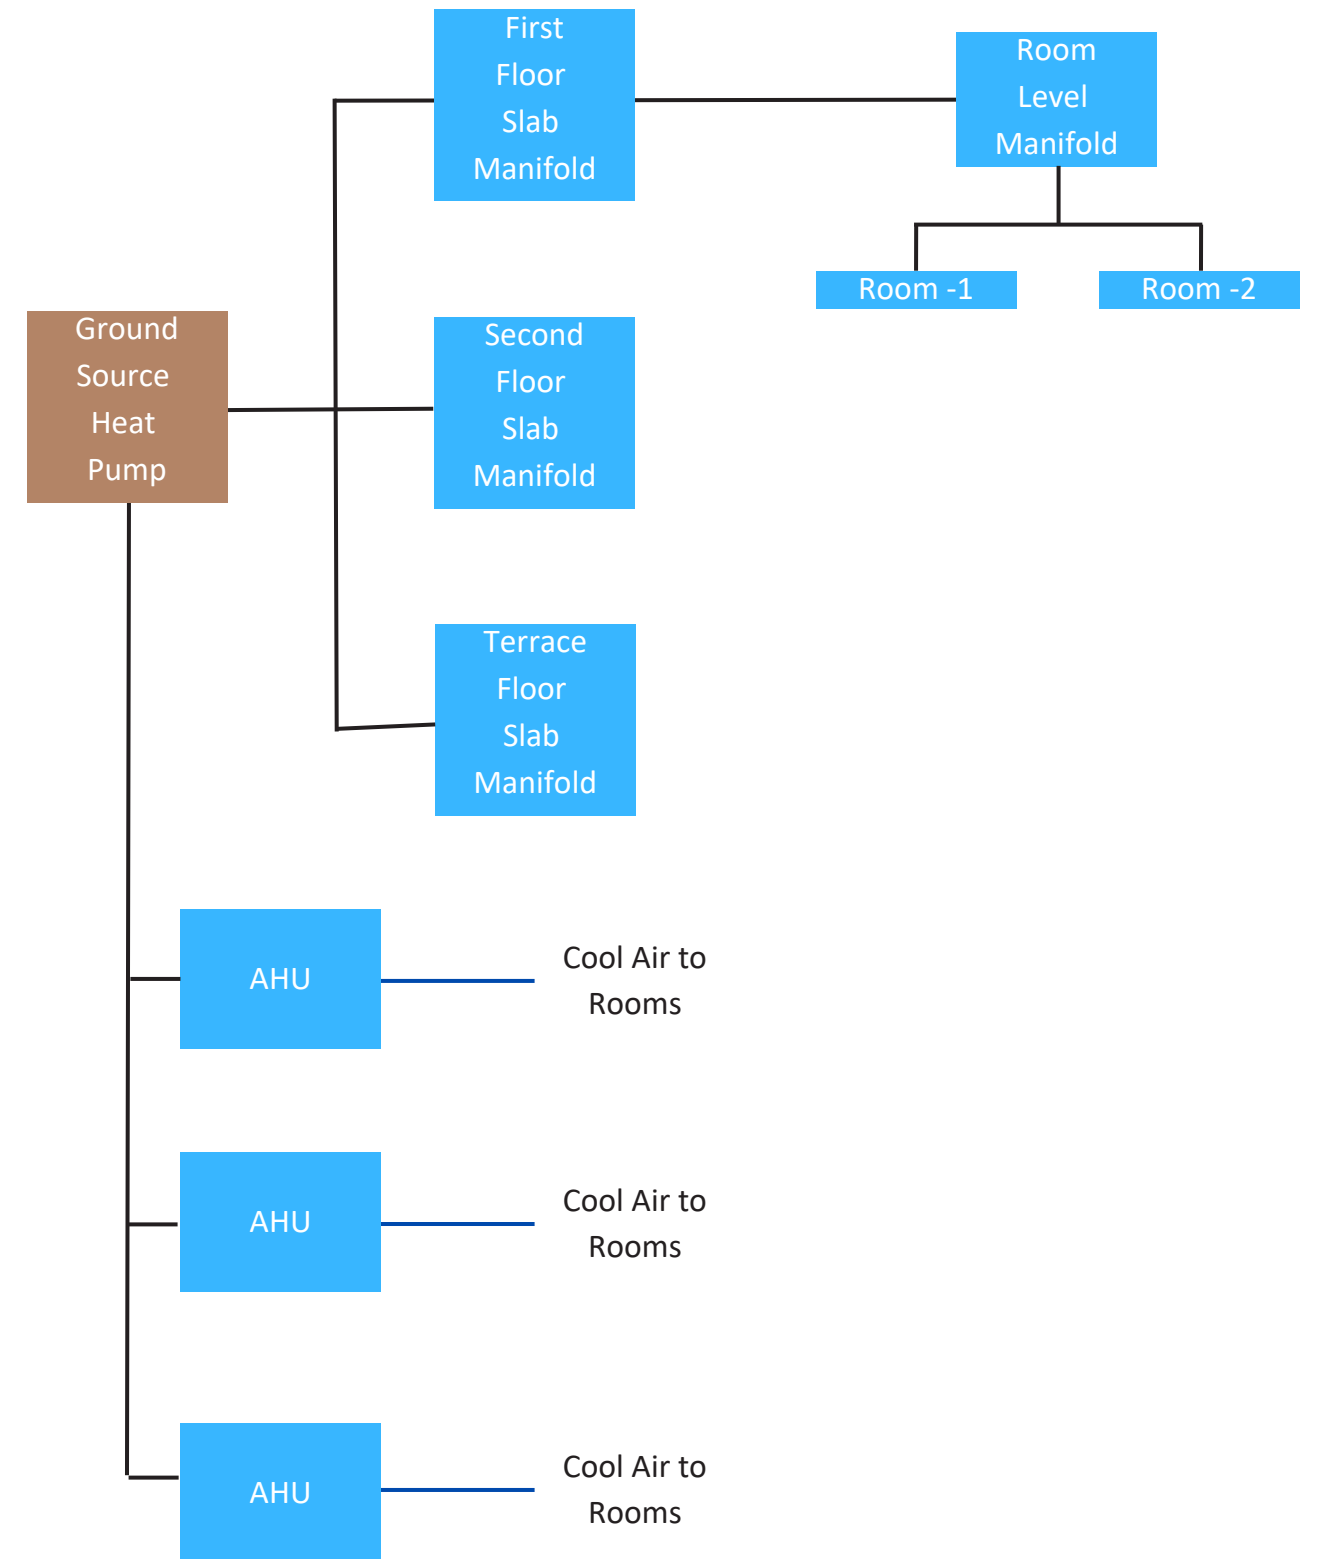 First
Floor
Slab
Manifold
Room
Level
Manifold
Room -1
Room -2
Ground
Source
Heat
Pump
Second
Floor
Slab
Manifold
Terrace
Floor
Slab
Manifold
AHU
Cool Air to
Rooms
AHU
Cool Air to
Rooms
AHU
Cool Air to
Rooms